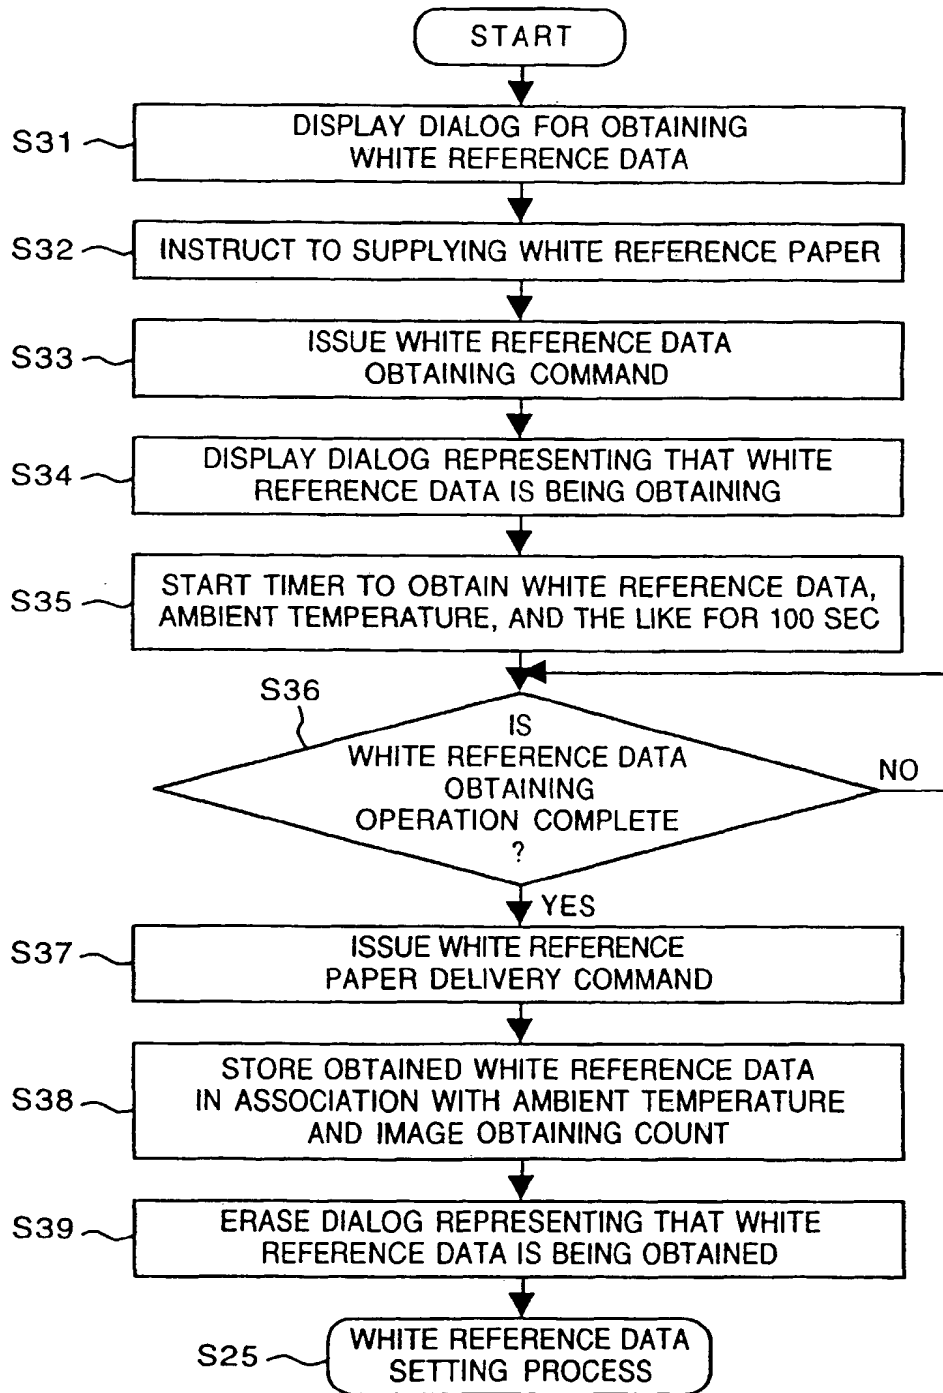 START
S31
DISPLAY DIALOG FOR OBTAINING
WHITE REFERENCE DATA
S32
INSTRUCT TO SUPPLYING WHITE REFERENCE PAPER
S33
ISSUE WHITE REFERENCE DATA
OBTAINING COMMAND
S34
DISPLAY DIALOG REPRESENTING THAT WHITE
REFERENCE DATA IS BEING OBTAINING
S35
START TIMER TO OBTAIN WHITE REFERENCE DATA,
AMBIENT TEMPERATURE, AND THE LIKE FOR 100 SEC
S36
IS
WHITE REFERENCE DATA
OBTAINING
OPERATION COMPLETE
?
NO
YES
S37
ISSUE WHITE REFERENCE
PAPER DELIVERY COMMAND
S38
STORE OBTAINED WHITE REFERENCE DATA
IN ASSOCIATION WITH AMBIENT TEMPERATURE
AND IMAGE OBTAINING COUNT
S39
ERASE DIALOG REPRESENTING THAT WHITE
REFERENCE DATA IS BEING OBTAINED
S25
WHITE REFERENCE DATA
SETTING PROCESS